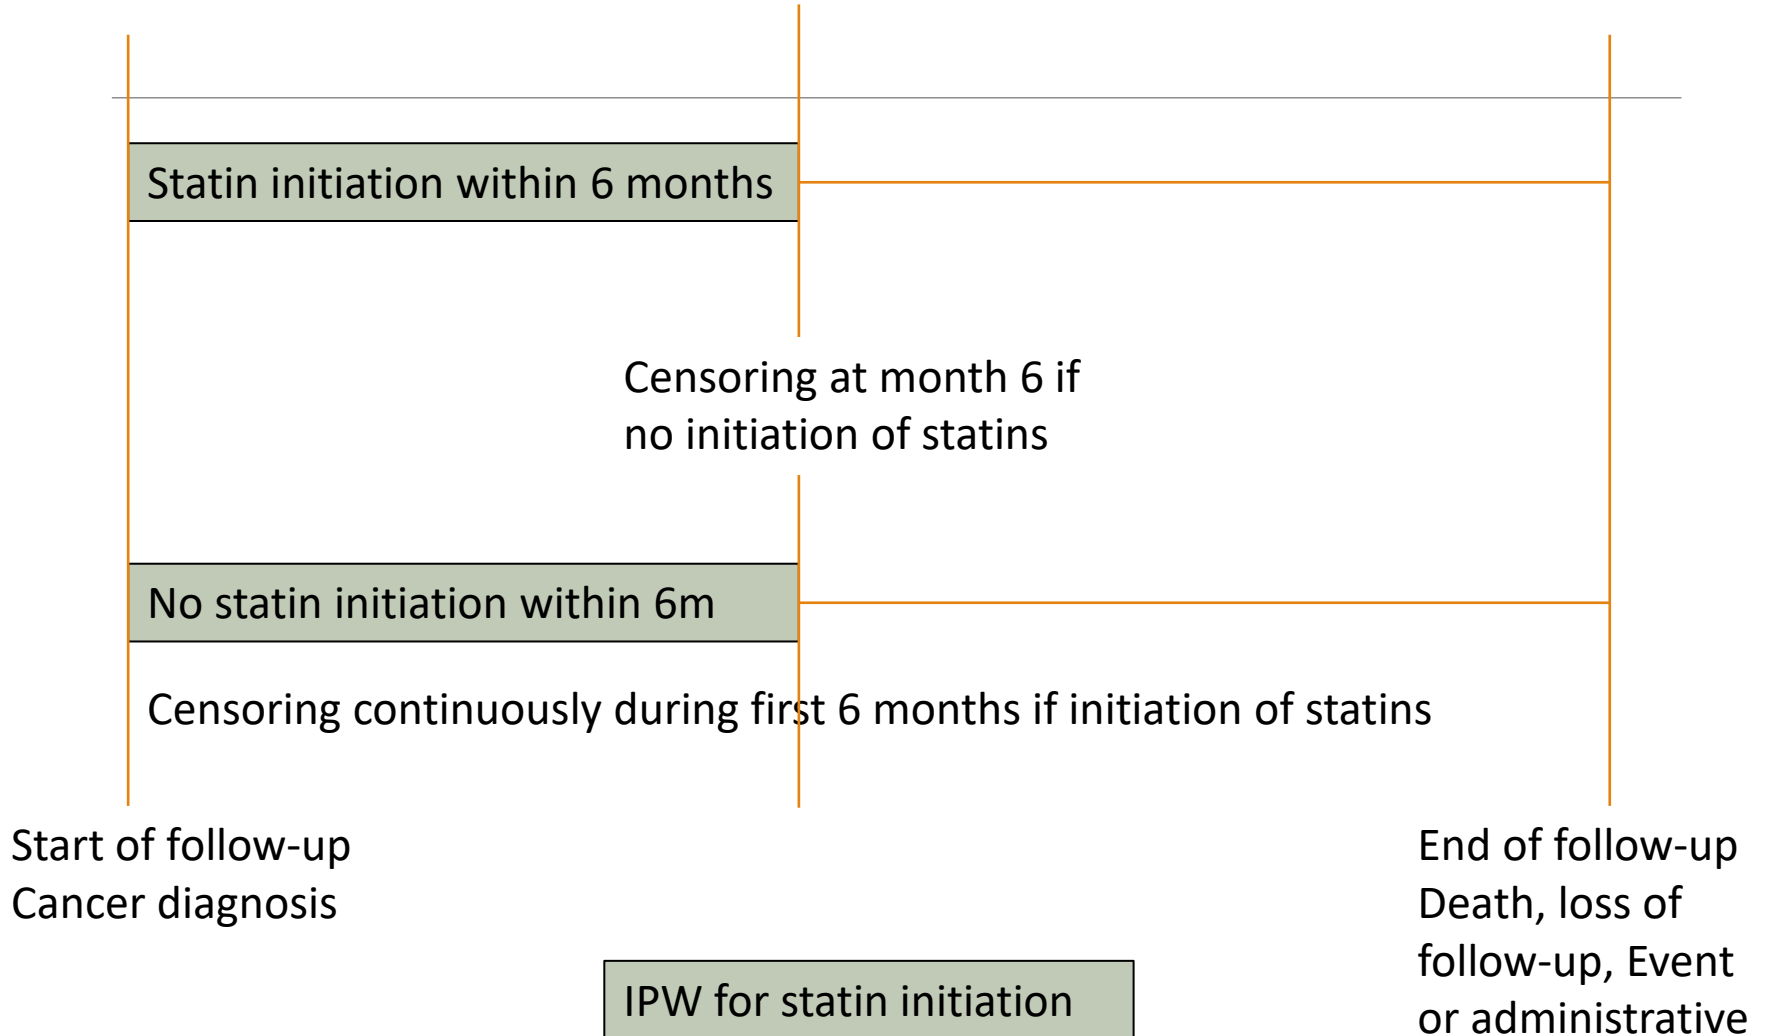 Statin initiation within 6 months
Censoring at month 6 if
no initiation of statins
No statin initiation within 6m
Censoring continuously during first 6 months if initiation of statins
Start of follow-up
Cancer diagnosis
End of follow-up
Death, loss of
follow-up, Event
or administrative
IPW for statin initiation